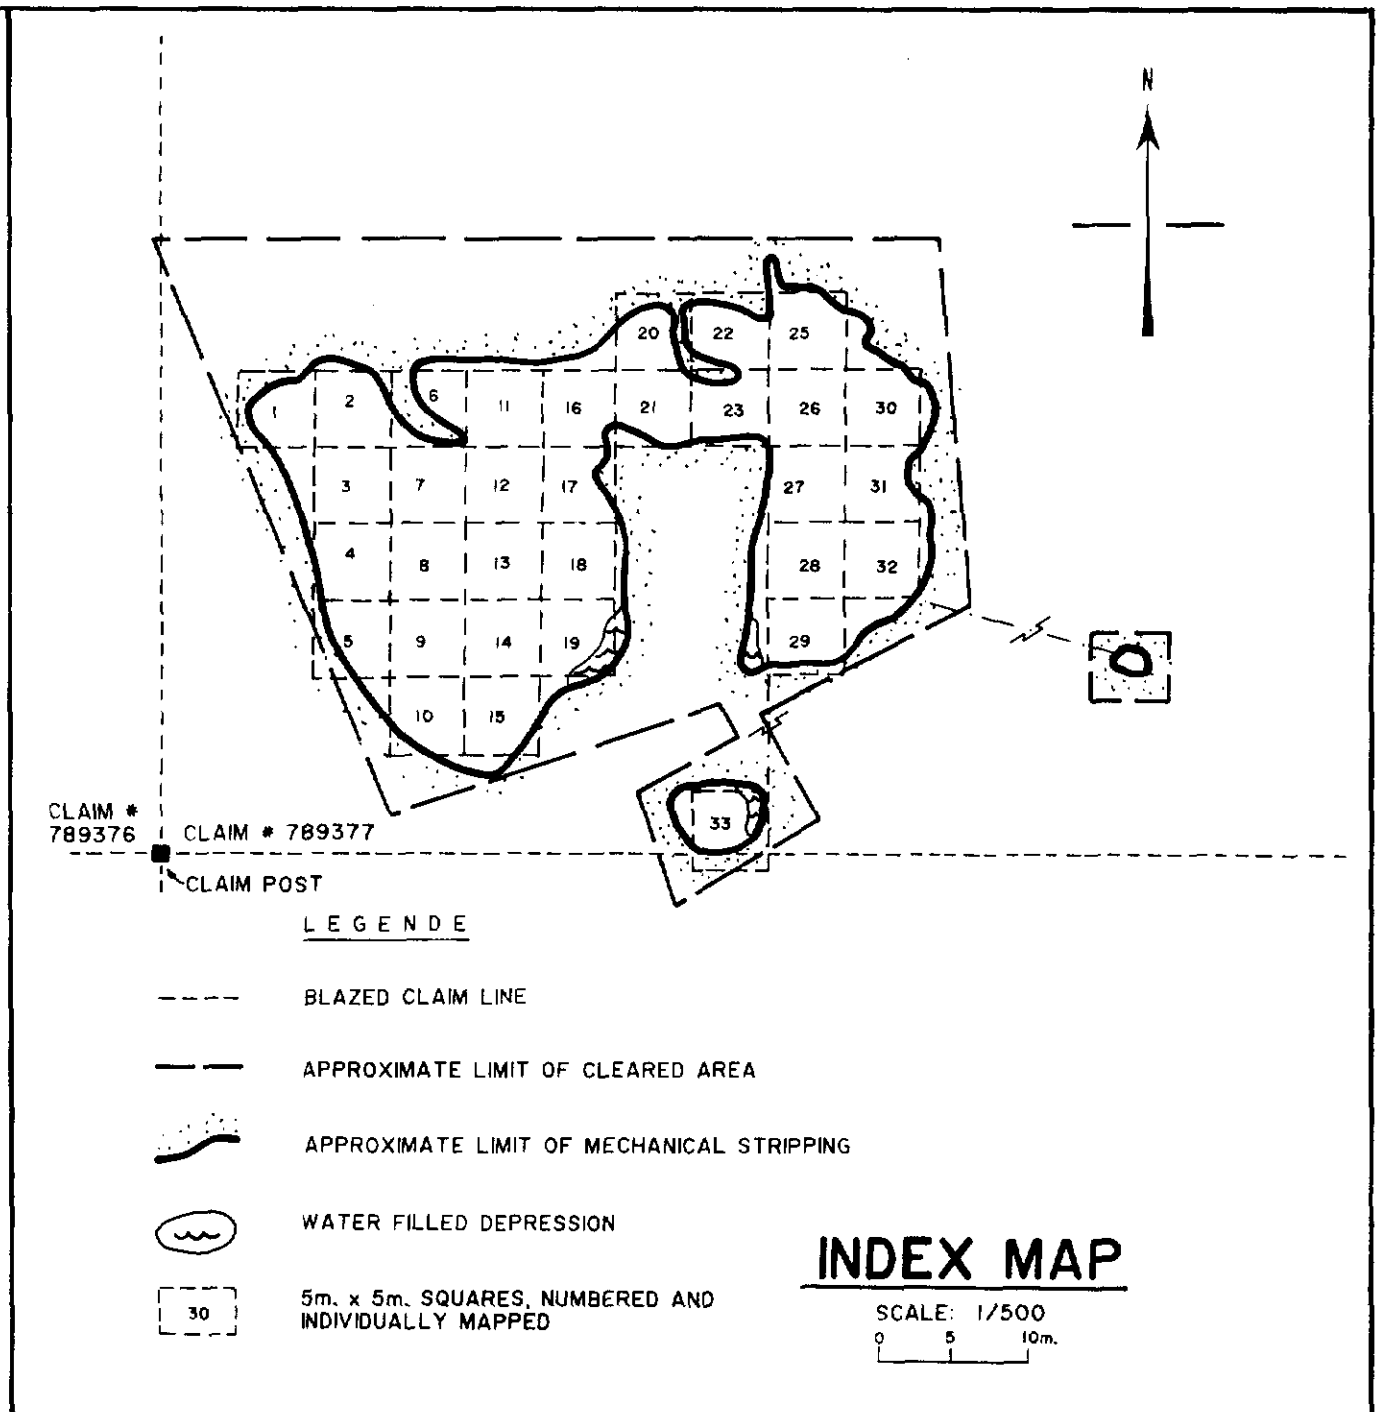 N
20
22
25
1
2
6
11
16
21
23
26
30
3
7
12
17
27
31
4
8
13
18
28
32
5
9
14
19
29
10
15
33
CLAIM #
789376
CLAIM # 789377
CLAIM POST
LEGENDE
BLAZED CLAIM LINE
APPROXIMATE LIMIT OF CLEARED AREA
APPROXIMATE LIMIT OF MECHANICAL STRIPPING
WATER FILLED DEPRESSION
30
5m. x 5m. SQUARES, NUMBERED AND
INDIVIDUALLY MAPPED
INDEX MAP
SCALE: 1/500
0 5 10m.